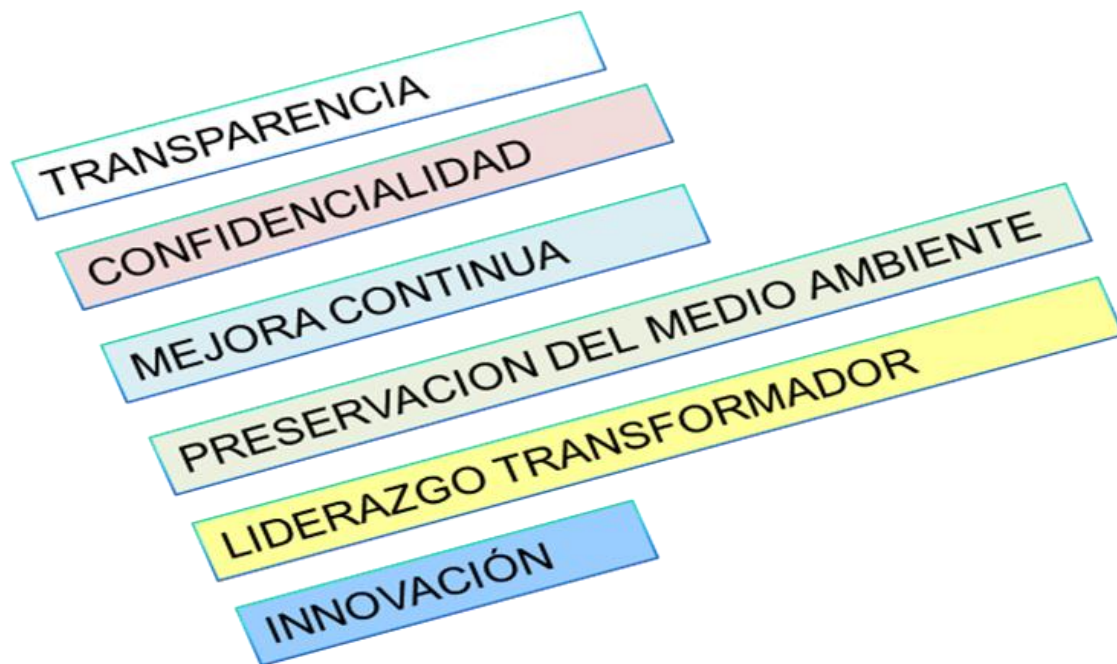 TRANSPARENCIA
CONFIDENCIALIDAD
MEJORA CONTINUA
PRESERVACION DEL MEDIO AMBIENTE
LIDERAZGO TRANSFORMADOR
INNOVACIÓN